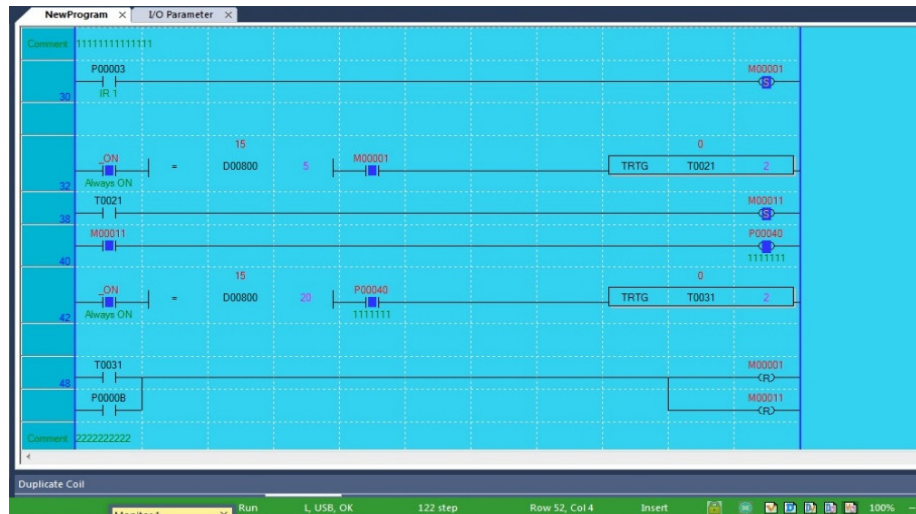 NewProgram × I/O Parameter ×
Comment 11111111111111
P00003 M00001
S
IR 1
30
15 0
_ON = D00800 5 M00001 TRTG T0021 2
Always ON
32
T0021 M00011
S
38
M00011 P00040
40
1111111
15 0
_ON = D00800 20 P00040 TRTG T0031 2
Always ON 1111111
42
T0031 M00001
R
48
P0000B M00011
R
Comment 2222222222
Duplicate Coil
Monitor 1 × Run L, USB, OK 122 step Row 52, Col 4 Insert 100%